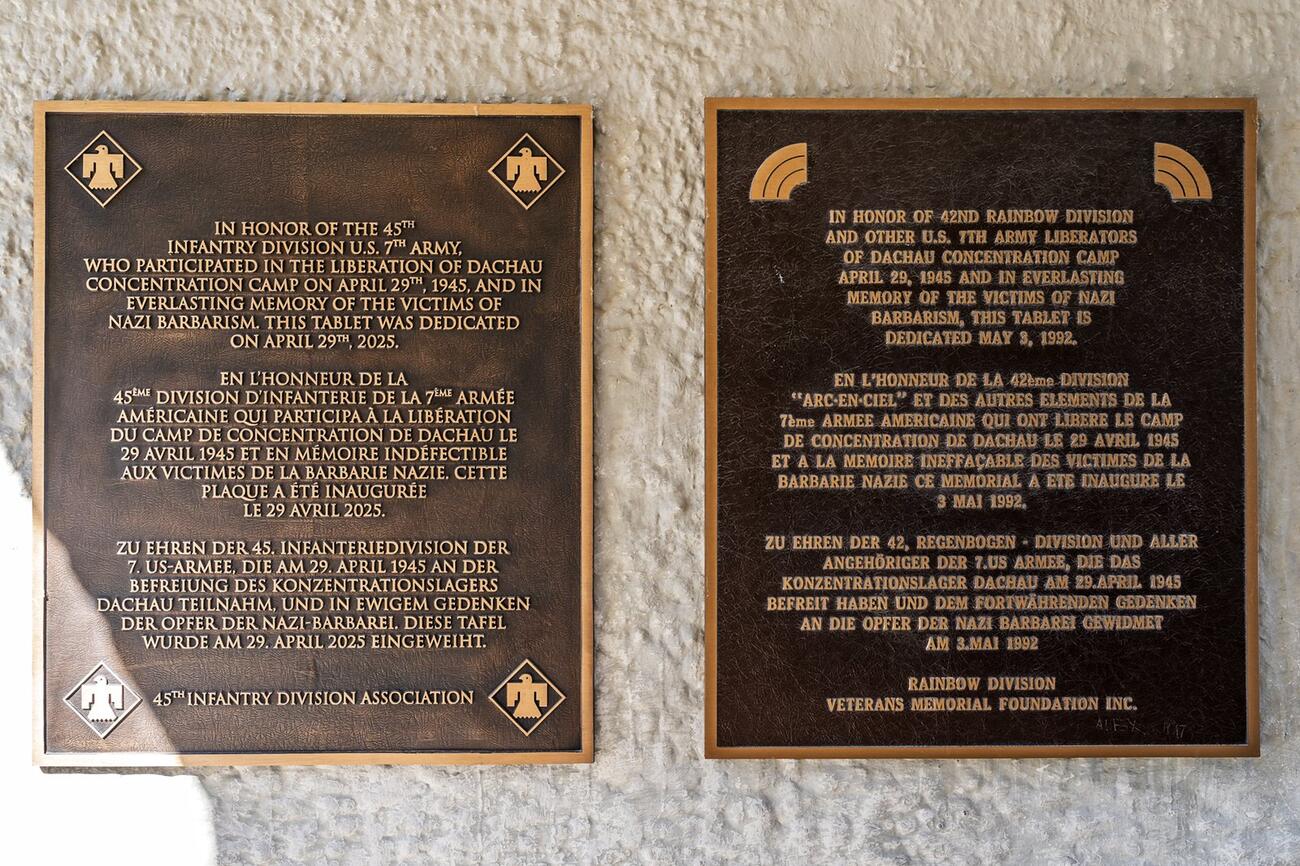 IN HONOR OF THE 45TH
INFANTRY DIVISION U.S. 7TH ARMY,
WHO PARTICIPATED IN THE LIBERATION OF DACHAU
CONCENTRATION CAMP ON APRIL 29TH, 1945, AND IN
EVERLASTING MEMORY OF THE VICTIMS OF
NAZI BARBARISM. THIS TABLET WAS DEDICATED
ON APRIL 29TH, 2025.
EN L'HONNEUR DE LA
45ÈME DIVISION D'INFANTERIE DE LA 7ÈME ARMÉE
AMÉRICAINE QUI PARTICIPA À LA LIBÉRATION
DU CAMP DE CONCENTRATION DE DACHAU LE
29 AVRIL 1945 ET EN MÉMOIRE INDÉFECTIBLE
AUX VICTIMES DE LA BARBARIE NAZIE. CETTE
PLAQUE A ÉTÉ INAUGURÉE
LE 29 AVRIL 2025.
ZU EHREN DER 45. INFANTERIEDIVISION DER
7. US-ARMEE, DIE AM 29. APRIL 1945 AN DER
BEFREIUNG DES KONZENTRATIONSLAGERS
DACHAU TEILNAHM, UND IN EWIGEM GEDENKEN
DER OPFER DER NAZI-BARBAREI. DIESE TAFEL
WURDE AM 29. APRIL 2025 EINGEWEIHT.
45TH INFANTRY DIVISION ASSOCIATION
IN HONOR OF 42ND RAINBOW DIVISION
AND OTHER U.S. 7TH ARMY LIBERATORS
OF DACHAU CONCENTRATION CAMP
APRIL 29, 1945 AND IN EVERLASTING
MEMORY OF THE VICTIMS OF NAZI
BARBARISM, THIS TABLET IS
DEDICATED MAY 3, 1992.
EN L'HONNEUR DE LA 42ème DIVISION
"ARC-EN-CIEL" ET DES AUTRES ELEMENTS DE LA
7ème ARMEE AMERICAINE QUI ONT LIBERE LE CAMP
DE CONCENTRATION DE DACHAU LE 29 AVRIL 1945
ET A LA MEMOIRE INEFFAÇABLE DES VICTIMES DE LA
BARBARIE NAZIE CE MEMORIAL A ETE INAUGURE LE
3 MAI 1992.
ZU EHREN DER 42, REGENBOGEN - DIVISION UND ALLER
ANGEHÖRIGER DER 7.US ARMEE, DIE DAS
KONZENTRATIONSLAGER DACHAU AM 29.APRIL 1945
BEFREIT HABEN UND DEM FORTWÄHRENDEN GEDENKEN
AN DIE OPFER DER NAZI BARBAREI GEWIDMET
AM 3.MAI 1992
RAINBOW DIVISION
VETERANS MEMORIAL FOUNDATION INC.
ALEX